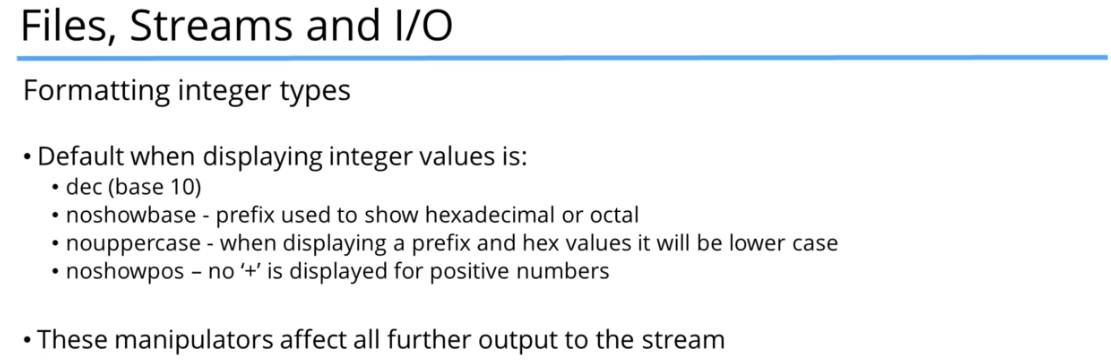 Files, Streams and I/O
Formatting integer types
• Default when displaying integer values is:
• dec (base 10)
• noshowbase - prefix used to show hexadecimal or octal
• nouppercase - when displaying a prefix and hex values it will be lower case
• noshowpos – no ‘+’ is displayed for positive numbers
• These manipulators affect all further output to the stream